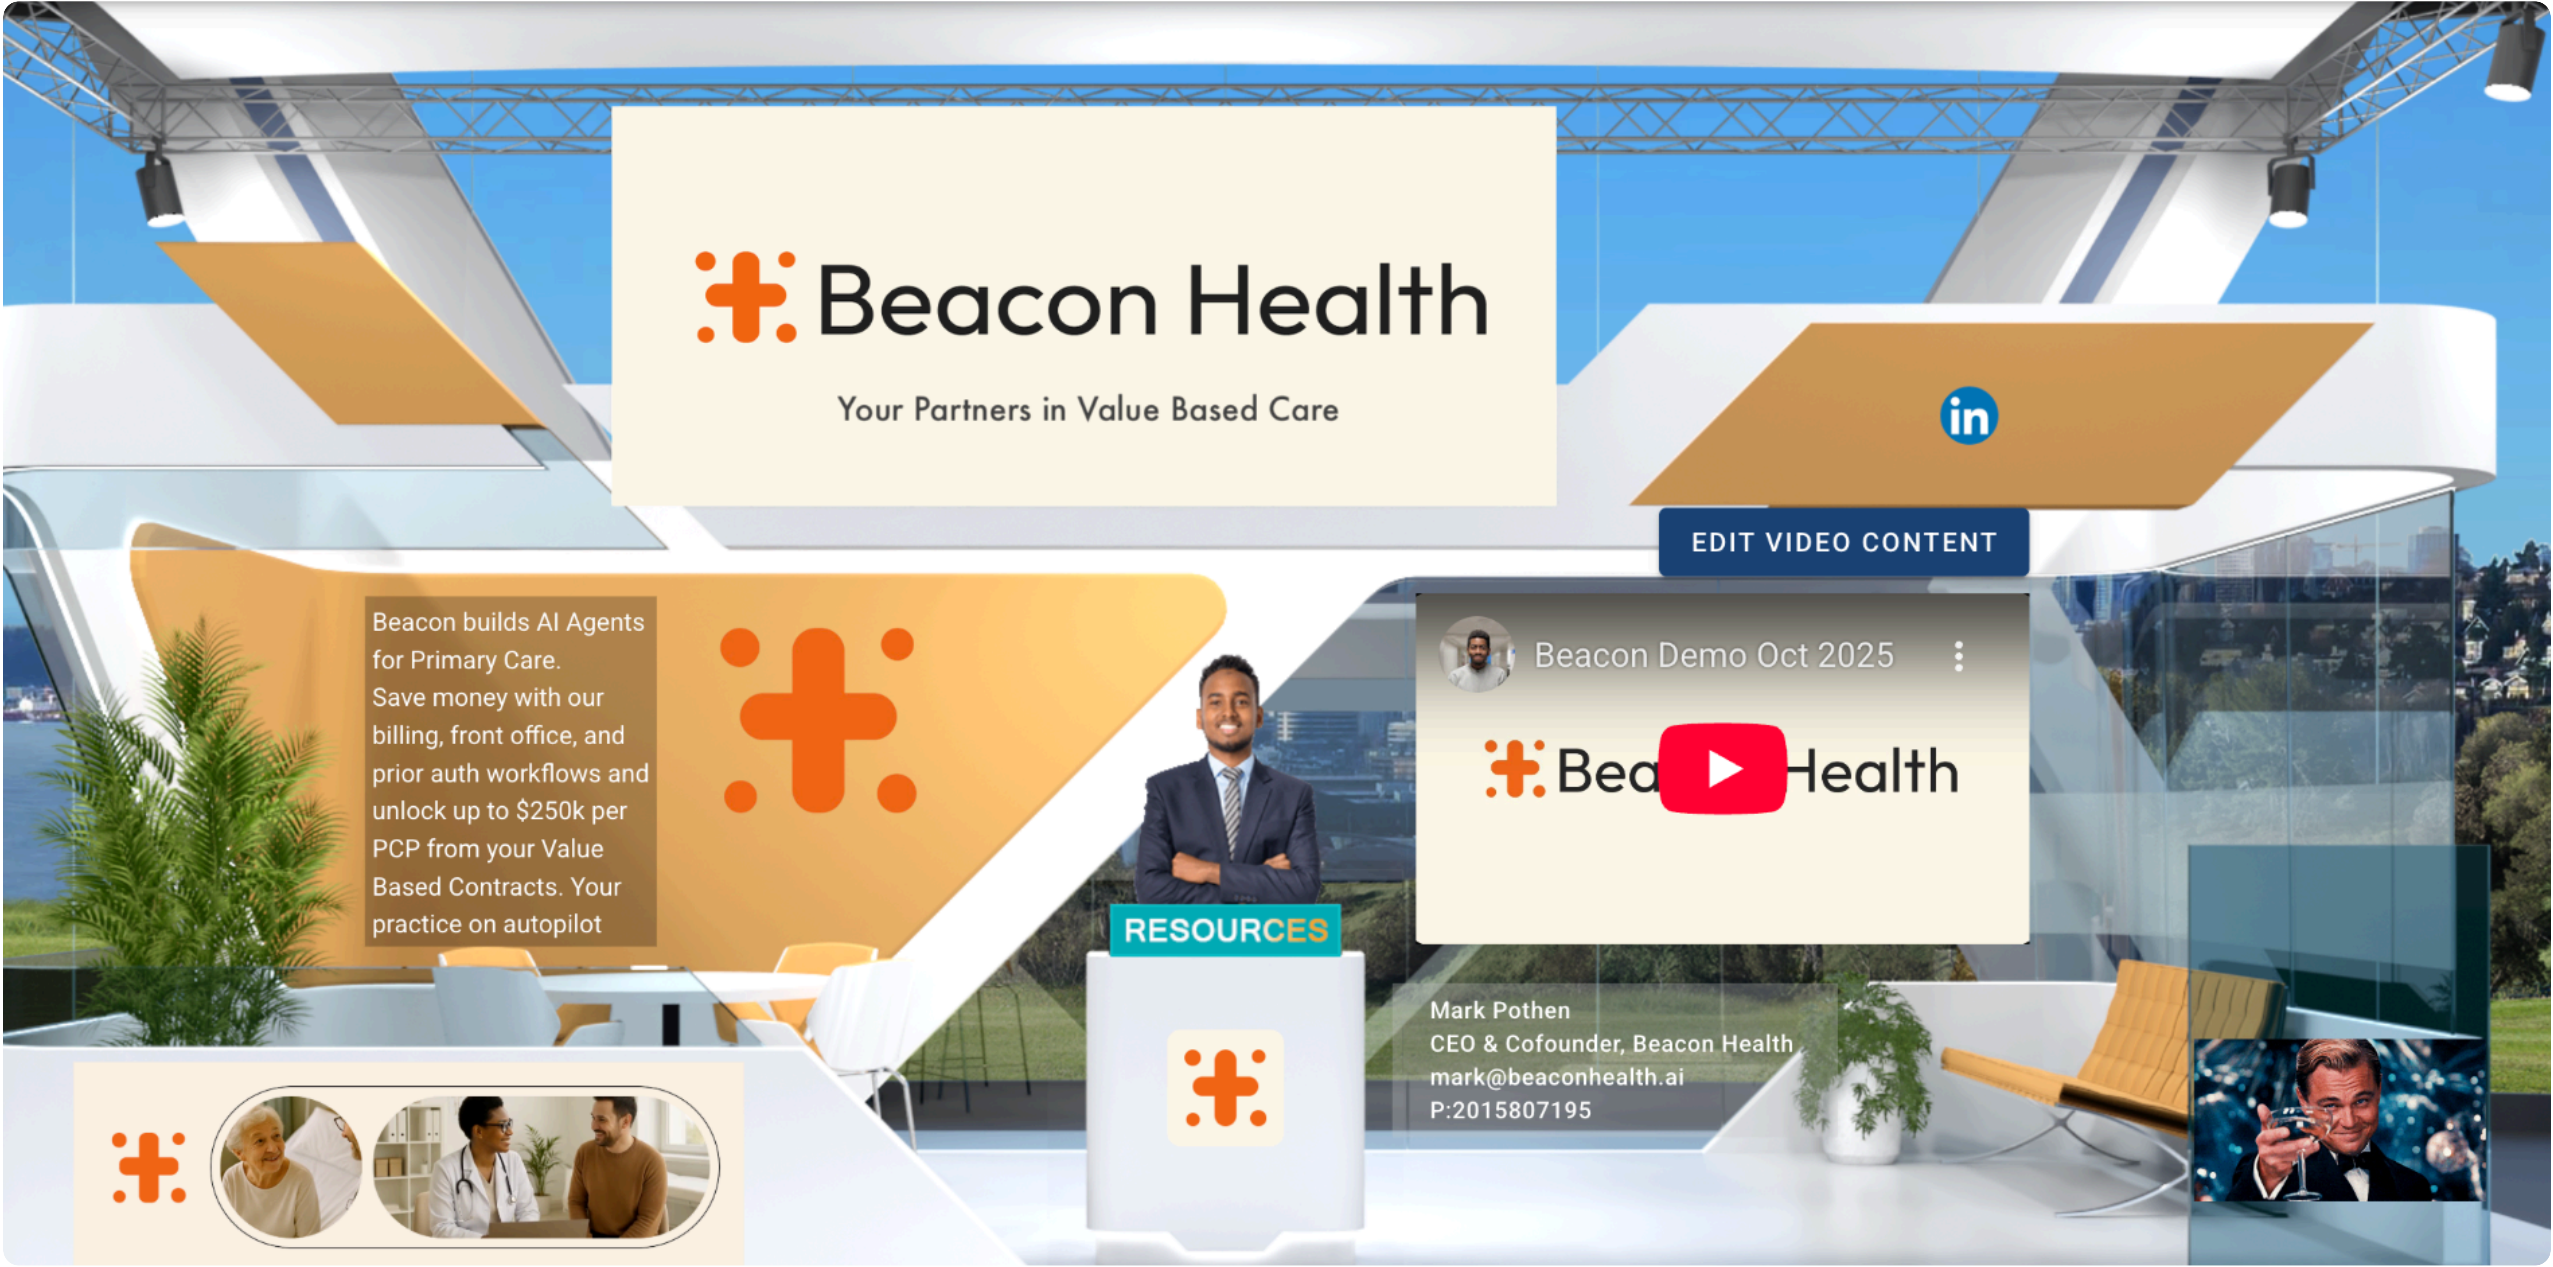 Beacon Health
Your Partners in Value Based Care
in
EDIT VIDEO CONTENT
Beacon builds AI Agents
for Primary Care.
Save money with our
billing, front office, and
prior auth workflows and
unlock up to $250k per
PCP from your Value
Based Contracts. Your
practice on autopilot
Beacon Demo Oct 2025
Bea Health
RESOURCES
Mark Pothen
CEO & Cofounder, Beacon Health
mark@beaconhealth.ai
P:2015807195